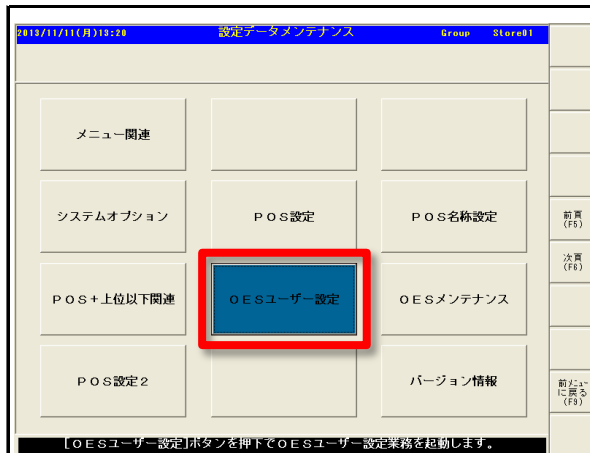 2013/11/11(月)13:20 設定データメンテナンス Group Store01
メニュー関連
システムオプション POS設定 POS名称設定
前頁
(F5)
次頁
(F6)
POS+上位以下関連 OESユーザー設定 OESメンテナンス
POS設定2 バージョン情報
前メニュー
に戻る
(F9)
[OESユーザー設定]ボタンを押下でOESユーザー設定業務を起動します。